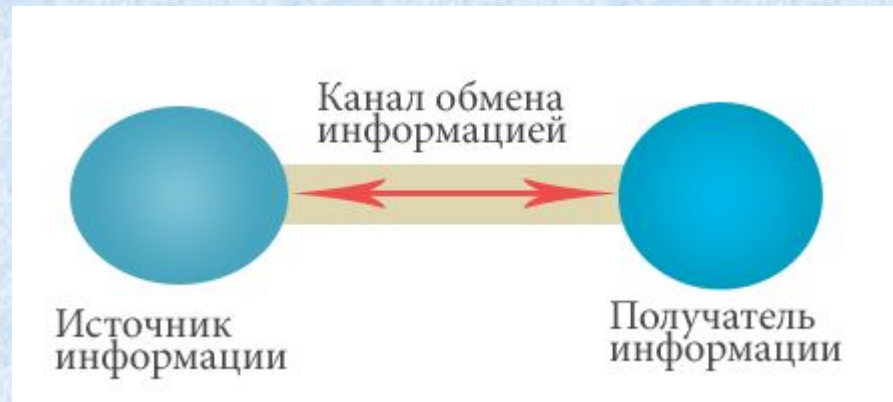 Канал обмена
информацией
Источник
информации
Получатель
информации